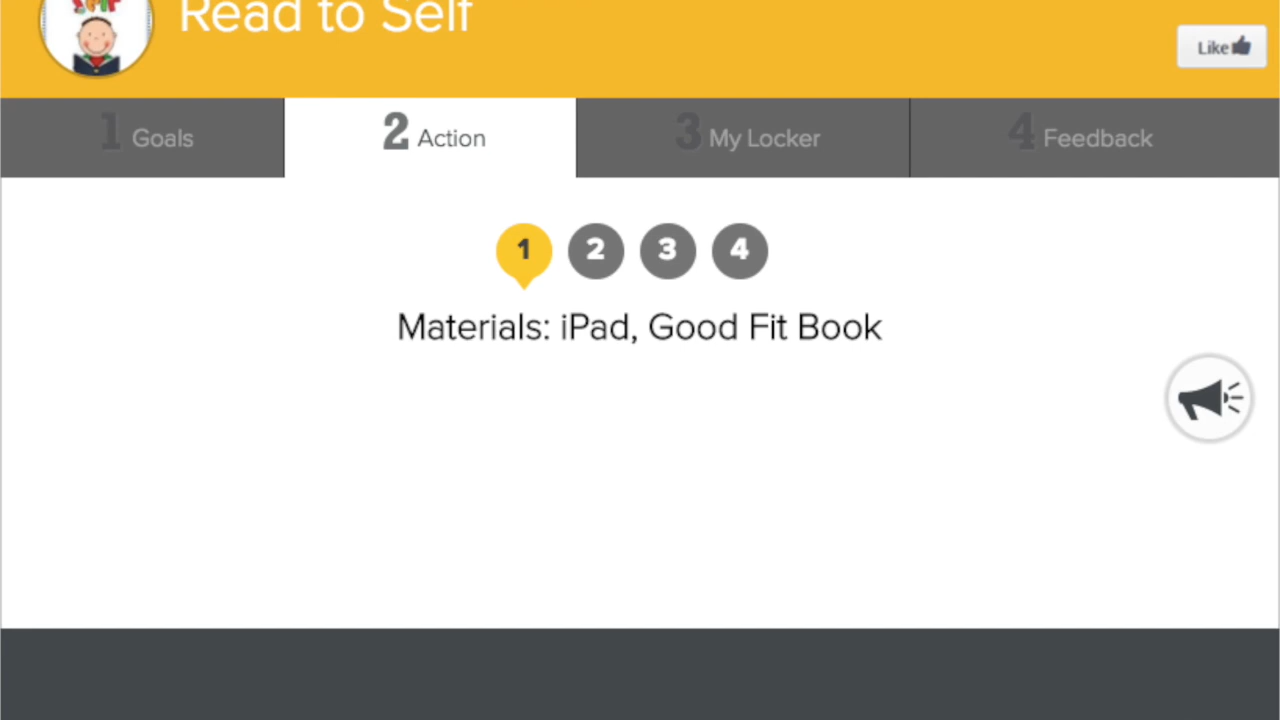 Read to Self
Like
1 Goals
2 Action
3 My Locker
4 Feedback
1 2 3 4
Materials: iPad, Good Fit Book